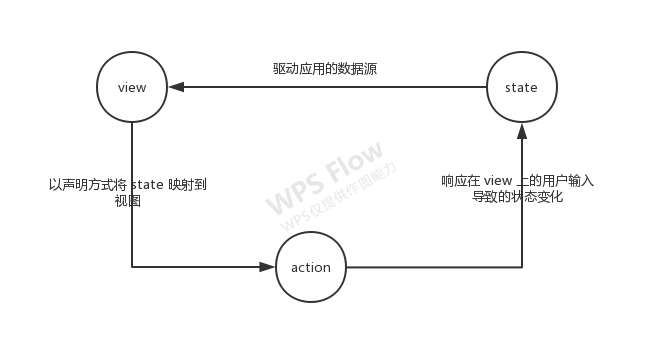 驱动应用的数据源
view
state
以声明方式将 state 映射到
视图
响应在 view 上的用户输入
导致的状态变化
WPS Flow
WPS仅提供作图能力
action